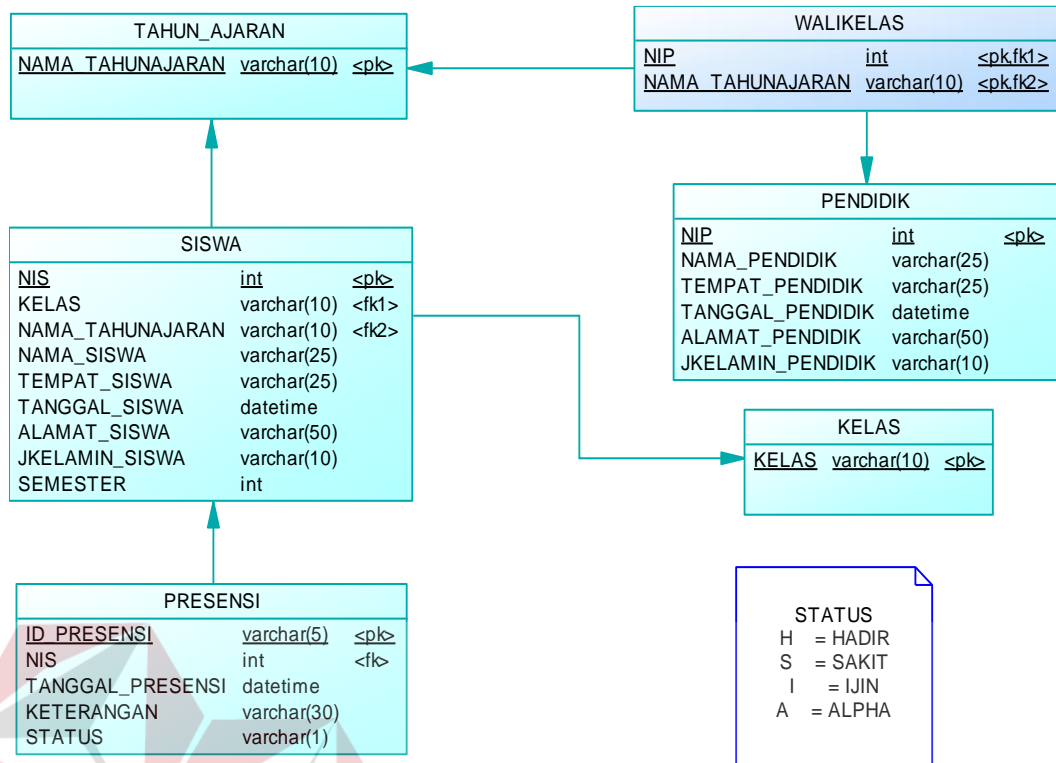 TAHUN_AJARAN
NAMA_TAHUNAJARAN varchar(10) <pk>
WALIKELAS
NIP int <pk,fk1>
NAMA_TAHUNAJARAN varchar(10) <pk,fk2>
PENDIDIK
NIP int <pk>
NAMA_PENDIDIK varchar(25)
TEMPAT_PENDIDIK varchar(25)
TANGGAL_PENDIDIK datetime
ALAMAT_PENDIDIK varchar(50)
JKELAMIN_PENDIDIK varchar(10)
SISWA
NIS int <pk>
KELAS varchar(10) <fk1>
NAMA_TAHUNAJARAN varchar(10) <fk2>
NAMA_SISWA varchar(25)
TEMPAT_SISWA varchar(25)
TANGGAL_SISWA datetime
ALAMAT_SISWA varchar(50)
JKELAMIN_SISWA varchar(10)
SEMESTER int
KELAS
KELAS varchar(10) <pk>
PRESENSI
ID_PRESENSI varchar(5) <pk>
NIS int <fk>
TANGGAL_PRESENSI datetime
KETERANGAN varchar(30)
STATUS varchar(1)
STATUS
H = HADIR
S = SAKIT
I = IJIN
A = ALPHA